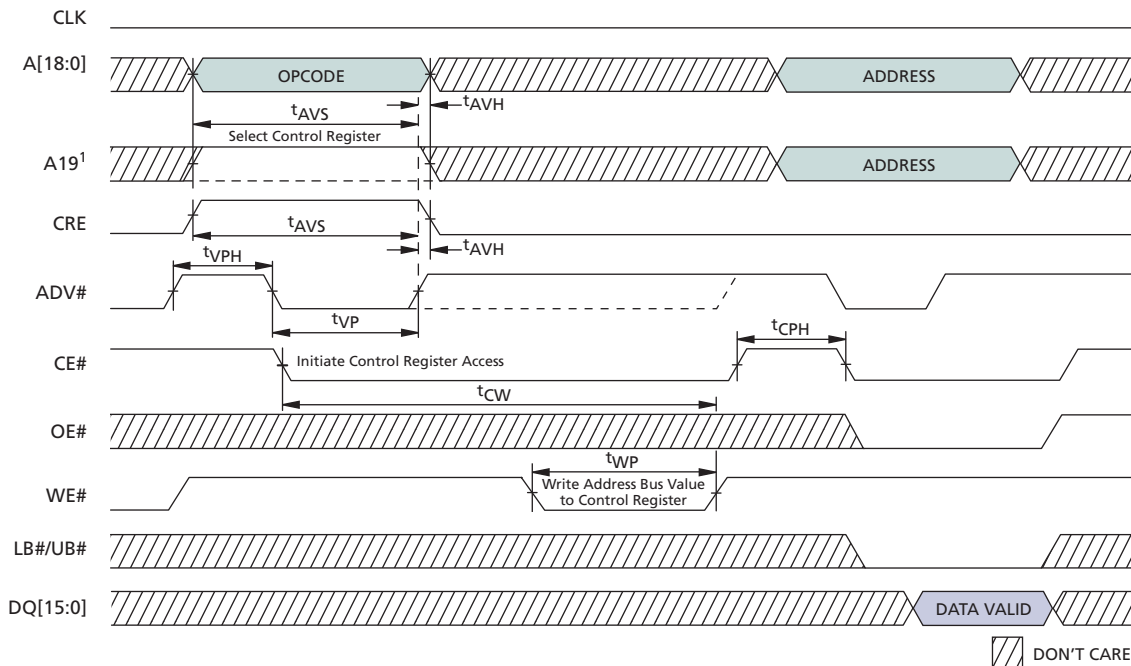 CLK
A[18:0]
OPCODE
ADDRESS
tAVS
tAVH
Select Control Register
A19¹
ADDRESS
CRE
tAVS
tAVH
tVPH
ADV#
tVP
tCPH
CE#
Initiate Control Register Access
tCW
OE#
tWP
WE#
Write Address Bus Value
to Control Register
LB#/UB#
DQ[15:0]
DATA VALID
DON'T CARE